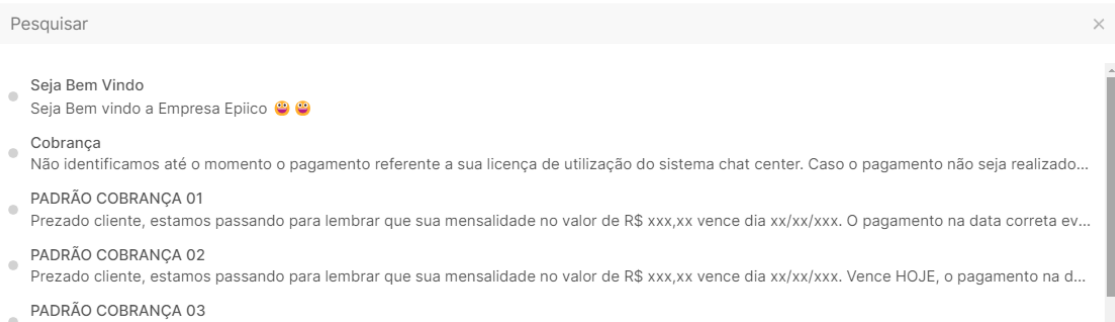 Pesquisar
Seja Bem Vindo
Seja Bem vindo a Empresa Epiico 😀 😀
Cobrança
Não identificamos até o momento o pagamento referente a sua licença de utilização do sistema chat center. Caso o pagamento não seja realizado...
PADRÃO COBRANÇA 01
Prezado cliente, estamos passando para lembrar que sua mensalidade no valor de R$ xxx,xx vence dia xx/xx/xxx. O pagamento na data correta ev...
PADRÃO COBRANÇA 02
Prezado cliente, estamos passando para lembrar que sua mensalidade no valor de R$ xxx,xx vence dia xx/xx/xxx. Vence HOJE, o pagamento na d...
PADRÃO COBRANÇA 03